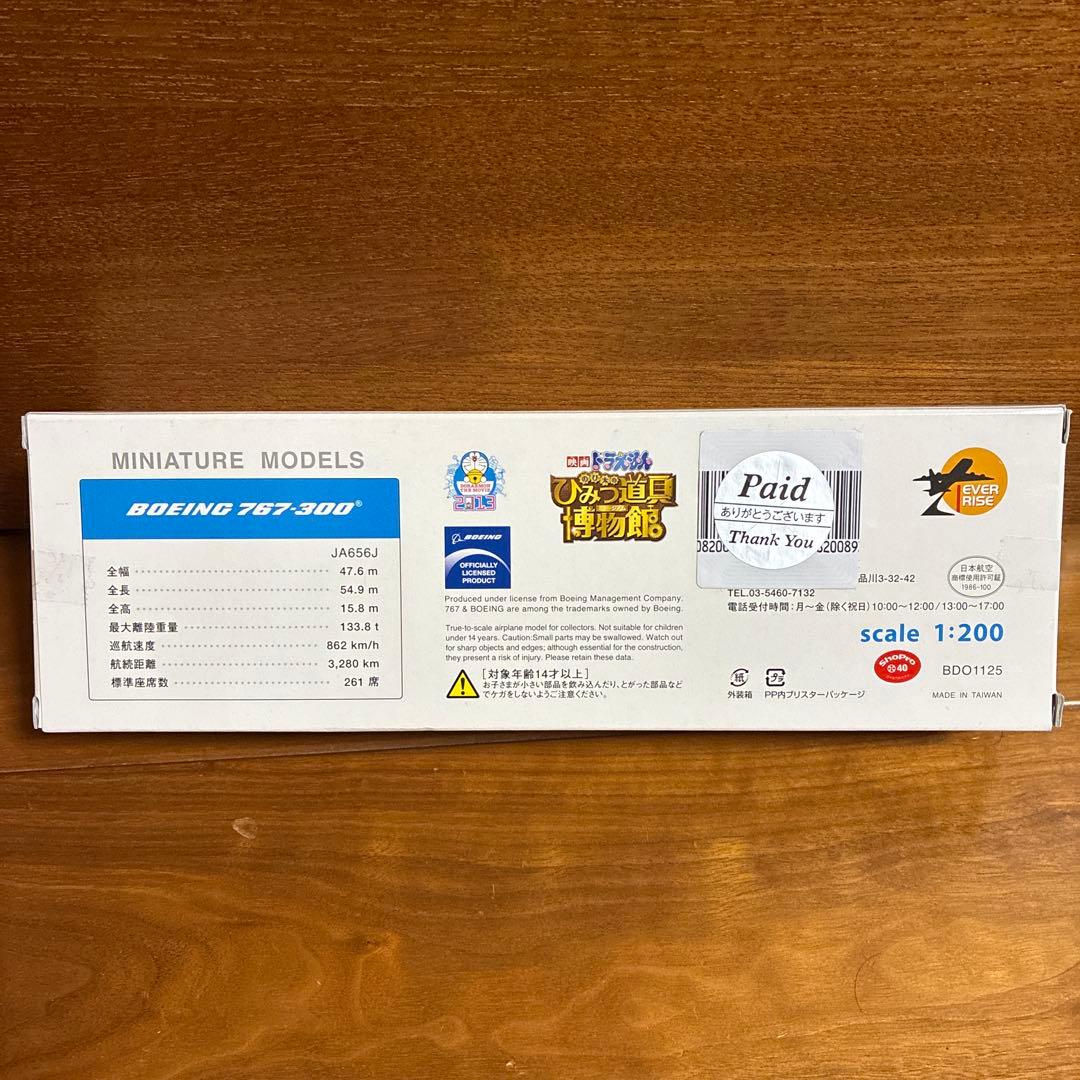 MINIATURE MODELS
BOEING 767-300®
JA656J
全幅 47.6 m
全長 54.9 m
全高 15.8 m
最大離陸重量 133.8 t
巡航速度 862 km/h
航続距離 3,280 km
標準座席数 261 席
DORAEMON
THE MOVIE
2013
BOEING
OFFICIALLY
LICENSED
PRODUCT
映画 ドラえもん
のび太の
ひみつ道具
博物館
Produced under license from Boeing Management Company.
767 & BOEING are among the trademarks owned by Boeing.
True-to-scale airplane model for collectors. Not suitable for children
under 14 years. Caution:Small parts may be swallowed. Watch out
for sharp objects and edges; although essential for the construction,
they present a risk of injury. Please retain these data.
[対象年齢14才以上]
お子さまが小さい部品を飲み込んだり、とがった部品など
でケガをしないようご注意ください。
Paid
ありがとうございます
Thank You
20089
EVER
RISE
品川3-32-42
TEL.03-5460-7132
電話受付時間:月〜金(除く祝日)10:00〜12:00/13:00〜17:00
日本航空
商標使用許可証
1986-100
scale 1:200
紙
外装箱
プラ
PP内ブリスターパッケージ
ShoPro
40
BDO1125
MADE IN TAIWAN